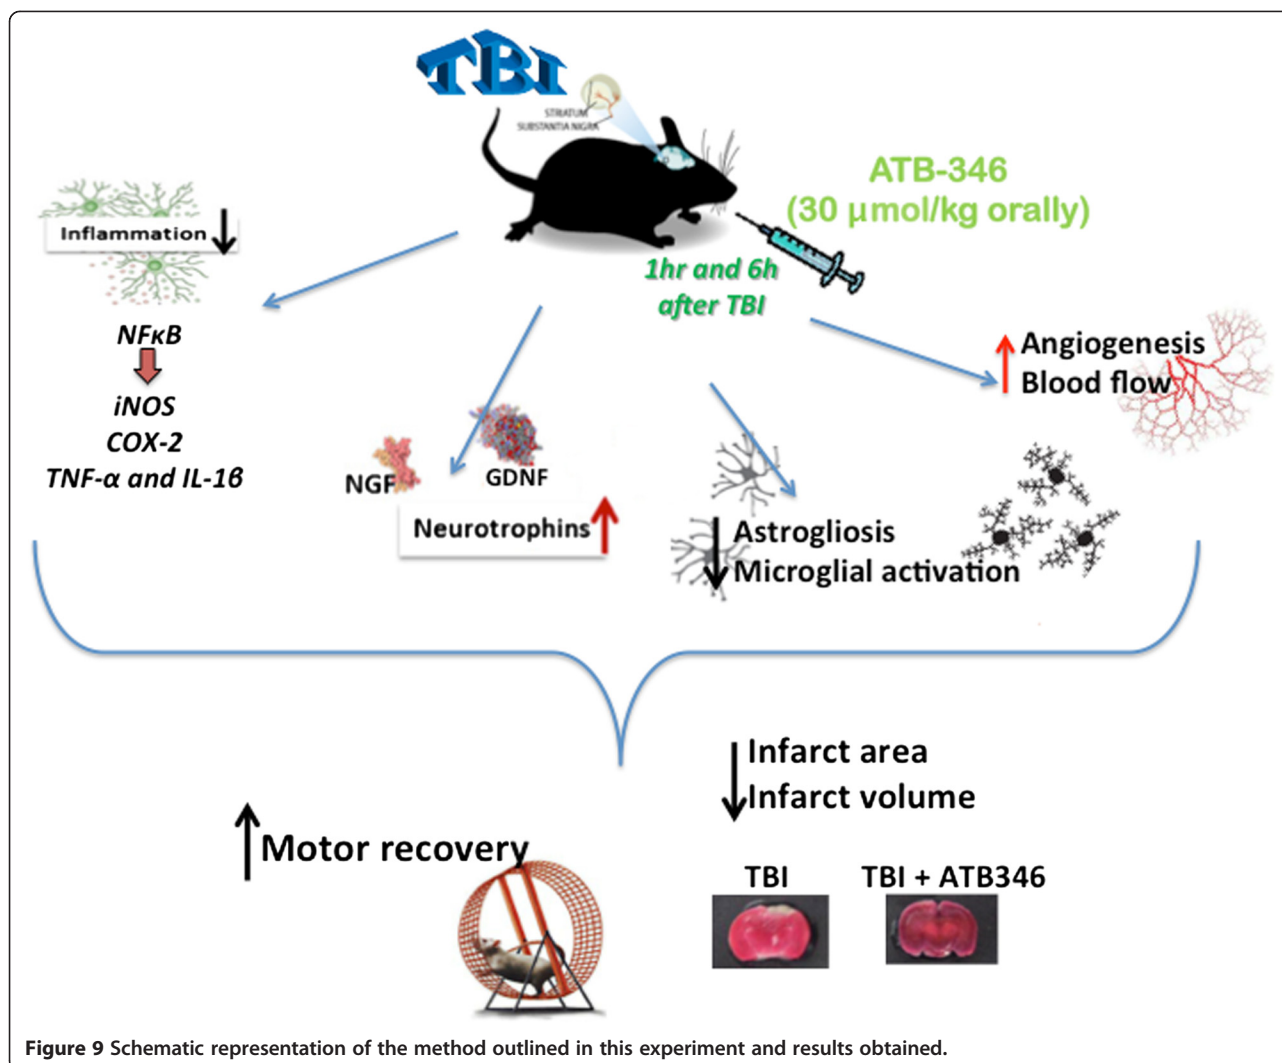 TBI
STRIATUM
SUBSTANTIA NIGRA
ATB-346
(30 µmol/kg orally)
1hr and 6h
after TBI
Inflammation
NFκB
iNOS
COX-2
TNF-α and IL-1β
NGF
GDNF
Neurotrophins
Astrogliosis
Microglial activation
Angiogenesis
Blood flow
Motor recovery
Infarct area
Infarct volume
TBI
TBI + ATB346
Figure 9 Schematic representation of the method outlined in this experiment and results obtained.